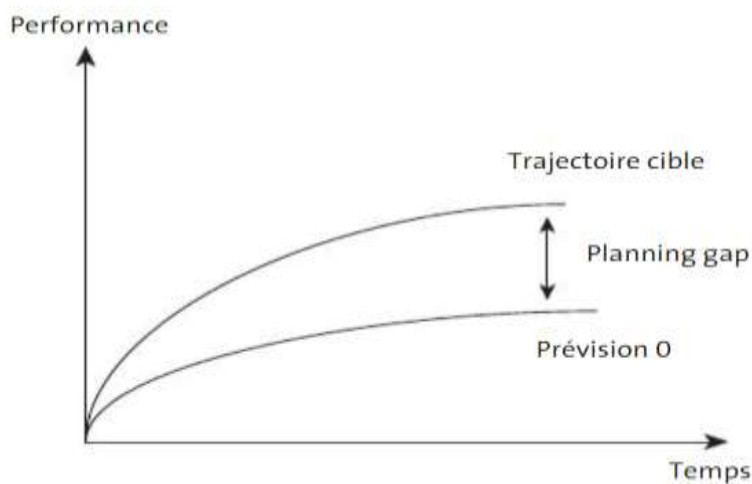 Performance
Trajectoire cible
Planning gap
Prévision 0
Temps